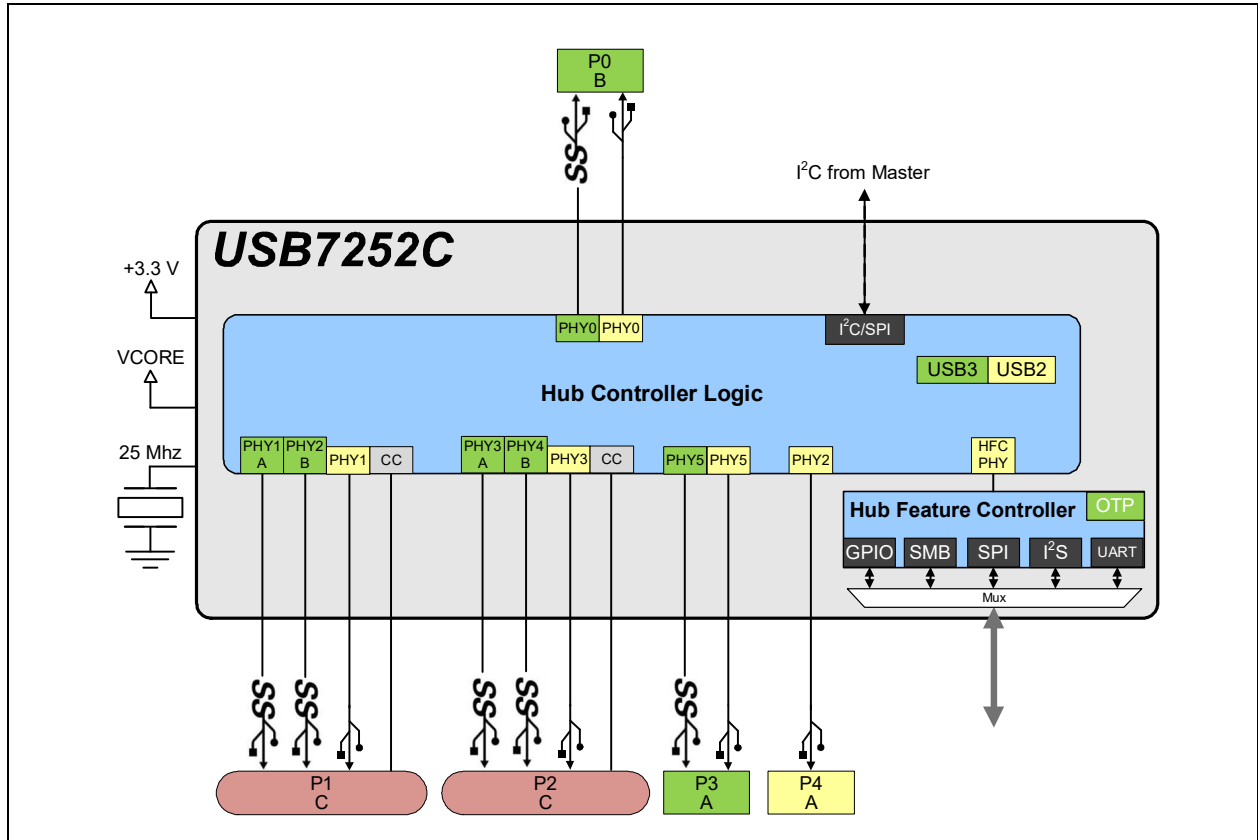 P0
B
SS
I²C from Master
USB7252C
+3.3 V
PHY0 PHY0
I²C/SPI
VCORE
USB3 USB2
Hub Controller Logic
25 Mhz
PHY1
A
PHY2
B
PHY1
CC
PHY3
A
PHY4
B
PHY3
CC
PHY5
PHY5
PHY2
HFC
PHY
Hub Feature Controller
OTP
GPIO SMB SPI I²S UART
Mux
SS SS SS SS SS
P1
C
P2
C
P3
A
P4
A